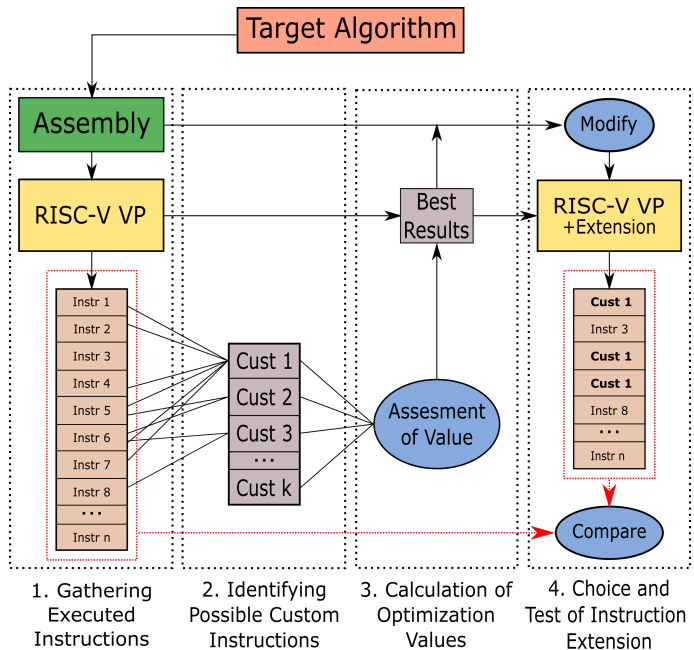 Target Algorithm
Assembly
RISC-V VP
Instr 1
Instr 2
Instr 3
Instr 4
Instr 5
Instr 6
Instr 7
Instr 8
...
Instr n
1. Gathering
Executed
Instructions
Cust 1
Cust 2
Cust 3
...
Cust k
2. Identifying
Possible Custom
Instructions
Best
Results
Assesment
of Value
3. Calculation of
Optimization
Values
Modify
RISC-V VP
+Extension
Cust 1
Instr 3
Cust 1
Cust 1
Instr 8
...
Instr n
Compare
4. Choice and
Test of Instruction
Extension